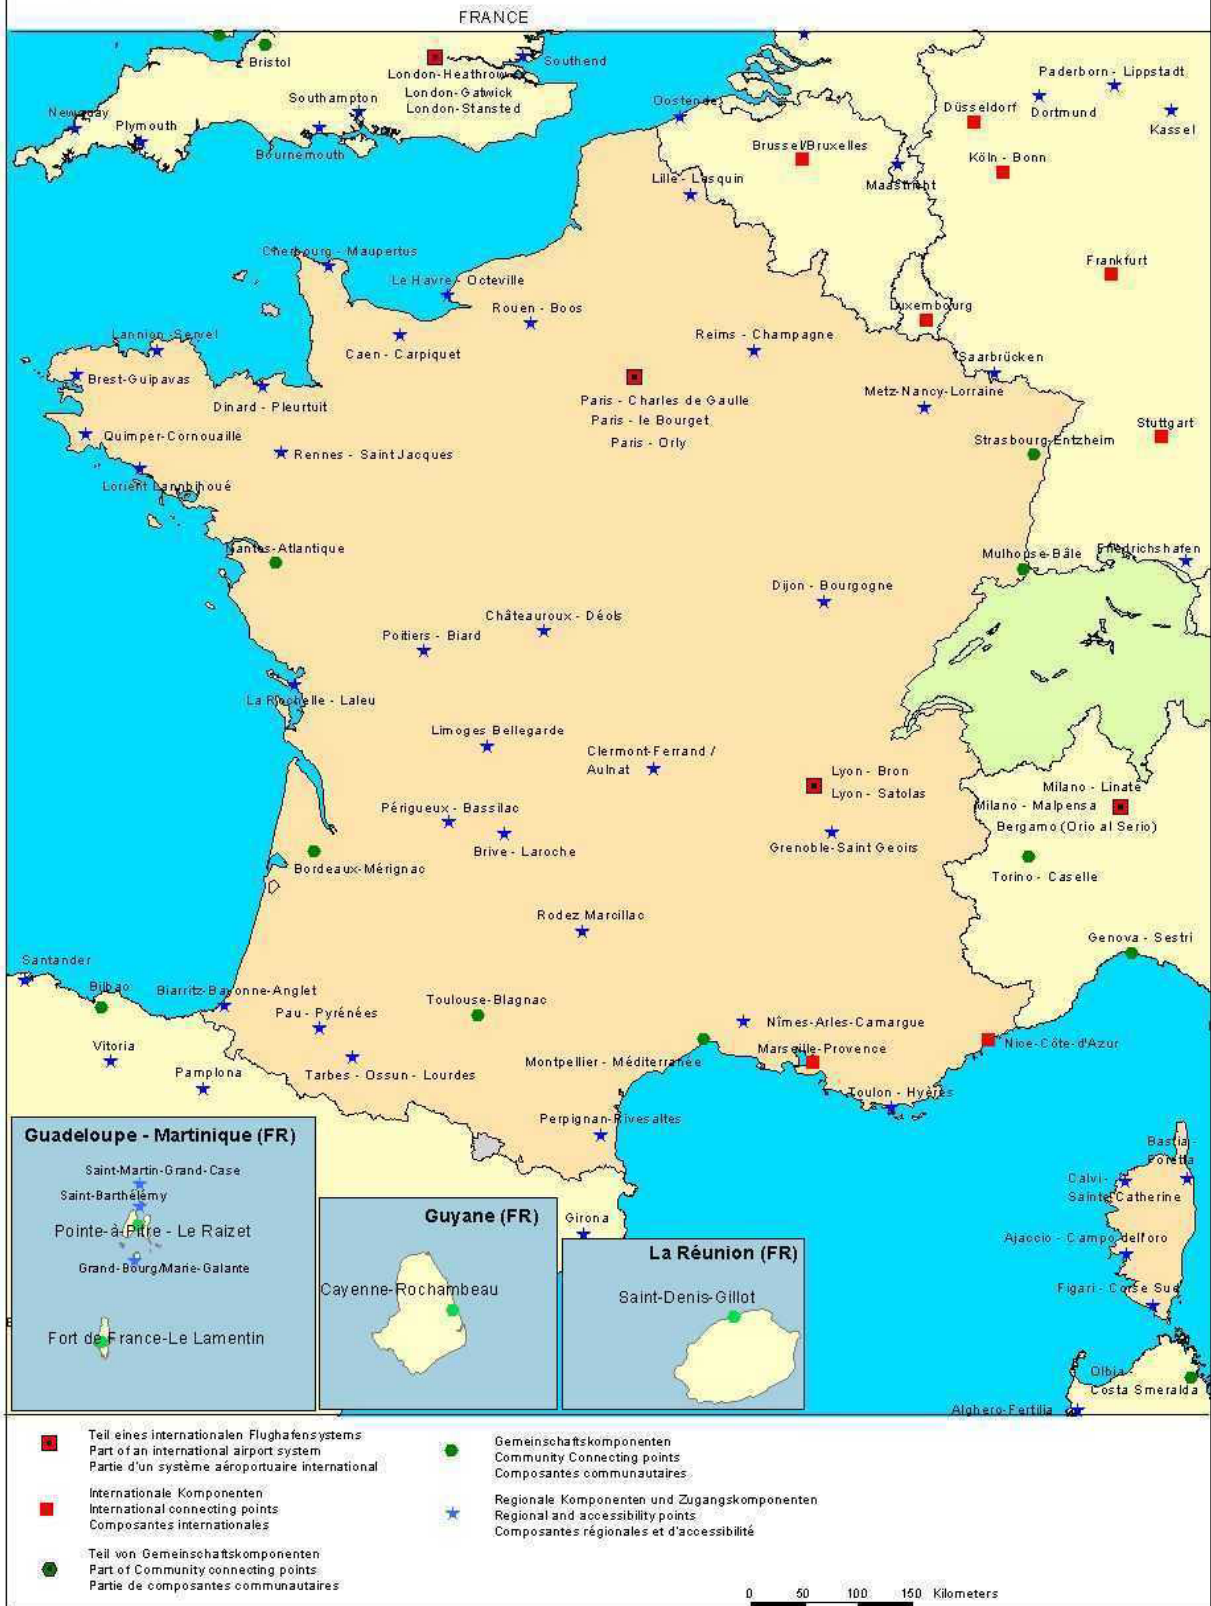 FRANCE
Bristol
London-Heathrow
London-Gatwick
London-Stansted
Southend
Southampton
Newquay
Plymouth
Bournemouth
Oostende
Paderborn - Lippstadt
Düsseldorf
Dortmund
Kassel
Brussel/Bruxelles
Köln - Bonn
Maastricht
Lille - Lesquin
Cherbourg - Maupertus
Le Havre - Octeville
Rouen - Boos
Frankfurt
Luxembourg
Lannion-Servel
Caen - Carpiquet
Reims - Champagne
Saarbrücken
Brest-Guipavas
Dinard - Pleurtuit
Paris - Charles de Gaulle
Paris - le Bourget
Paris - Orly
Metz-Nancy-Lorraine
Stuttgart
Quimper-Cornouaille
Rennes - Saint Jacques
Strasbourg-Entzheim
Lorient Lannbihoué
Nantes-Atlantique
Mulhouse-Bâle
Friedrichshafen
Dijon - Bourgogne
Châteauroux - Déols
Poitiers - Biard
La Rochelle - Laleu
Limoges Bellegarde
Clermont-Ferrand /
Aulnat
Lyon - Bron
Lyon - Satolas
Milano - Linate
Milano - Malpensa
Bergamo (Orio al Serio)
Périgueux - Bassilac
Brive - Laroche
Grenoble-Saint Geoirs
Bordeaux-Mérignac
Torino - Caselle
Rodez Marcillac
Genova - Sestri
Santander
Bilbao
Biarritz-Bayonne-Anglet
Pau - Pyrénées
Toulouse-Blagnac
Nîmes-Arles-Camargue
Vitoria
Pamplona
Tarbes - Ossun - Lourdes
Montpellier - Méditerranée
Marseille-Provence
Nice-Côte-d'Azur
Toulon - Hyères
Perpignan-Rivesaltes
Bastia-
Poretta
Calvi-
Sainte Catherine
Ajaccio - Campo dell'oro
Figari - Corse Sud
Olbia -
Costa Smeralda
Alghero-Fertilia
Girona
Guadeloupe - Martinique (FR)
Saint-Martin-Grand-Case
Saint-Barthélémy
Pointe-à-Pitre - Le Raizet
Grand-Bourg/Marie-Galante
Fort de France-Le Lamentin
Guyane (FR)
Cayenne-Rochambeau
La Réunion (FR)
Saint-Denis-Gillot
Teil eines internationalen Flughafensystems
Part of an international airport system
Partie d'un système aéroportuaire international
Internationale Komponenten
International connecting points
Composantes internationales
Teil von Gemeinschaftskomponenten
Part of Community connecting points
Partie de composantes communautaires
Gemeinschaftskomponenten
Community Connecting points
Composantes communautaires
Regionale Komponenten und Zugangskomponenten
Regional and accessibility points
Composantes régionales et d'accessibilité
0 50 100 150 Kilometers